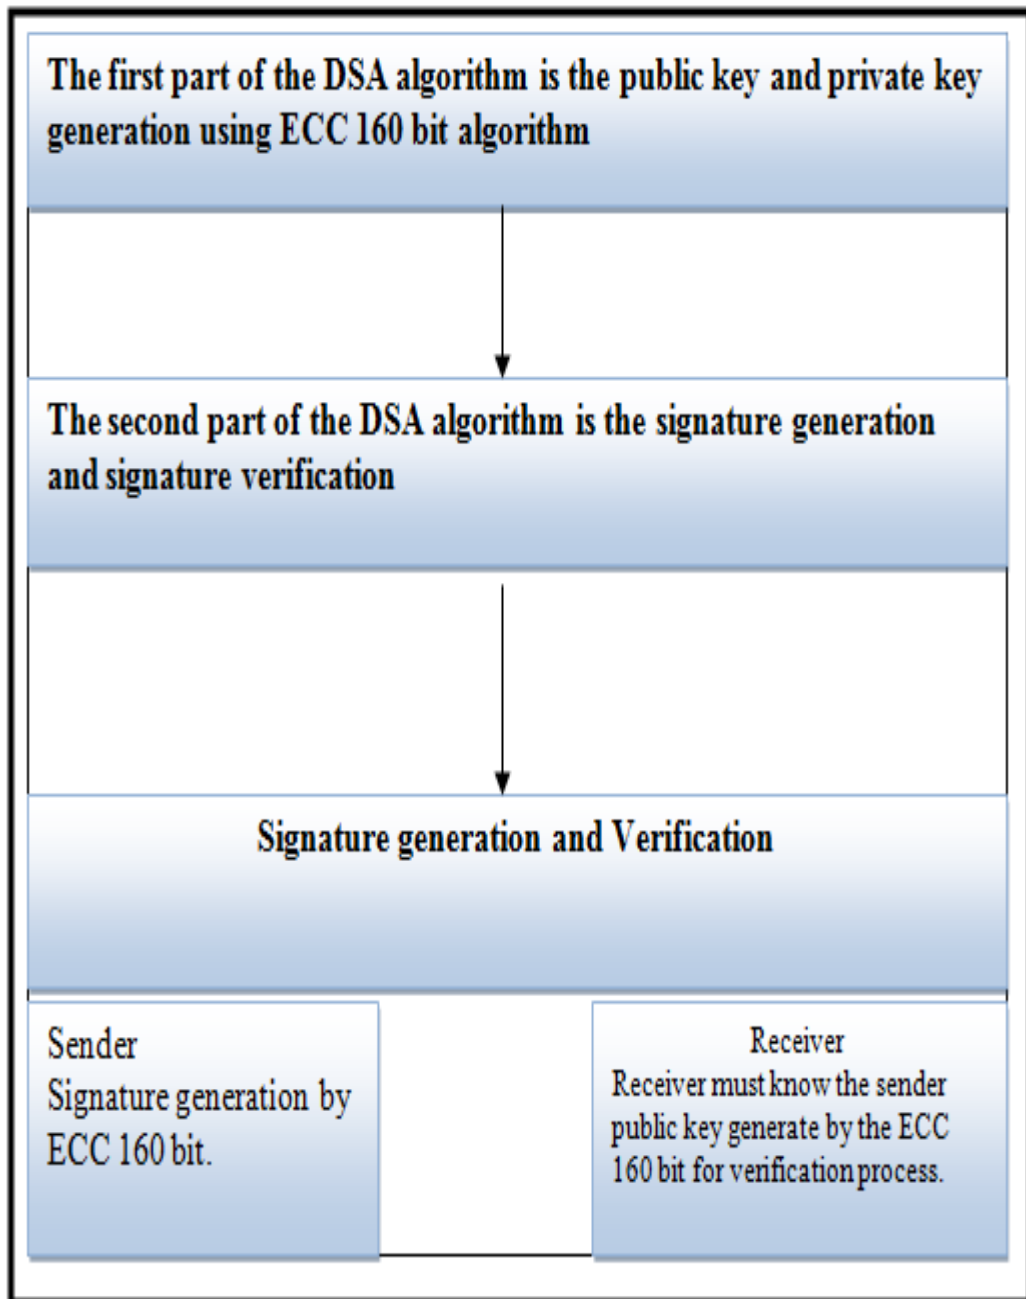 The first part of the DSA algorithm is the public key and private key
generation using ECC 160 bit algorithm
The second part of the DSA algorithm is the signature generation
and signature verification
Signature generation and Verification
Sender
Signature generation by
ECC 160 bit.
Receiver
Receiver must know the sender
public key generate by the ECC
160 bit for verification process.